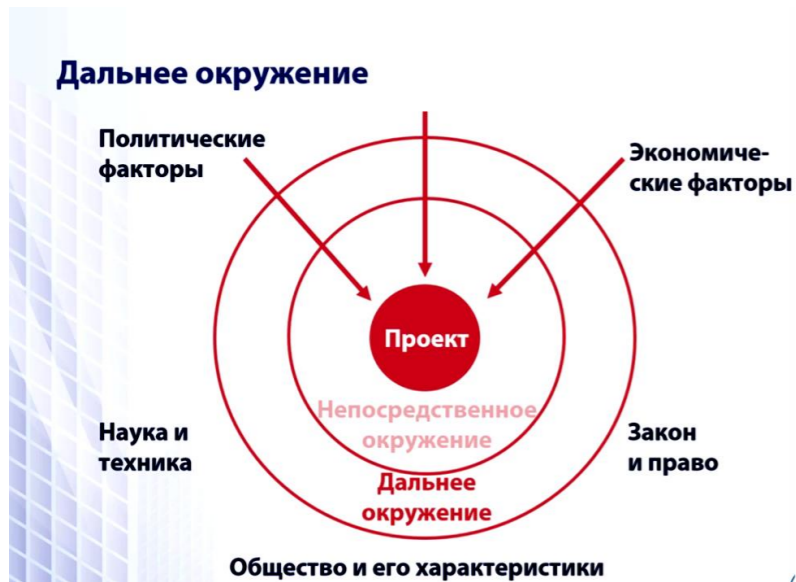 Дальнее окружение
Политические
факторы
Экономиче-
ские факторы
Проект
Непосредственное
окружение
Наука и
техника
Закон
и право
Дальнее
окружение
Общество и его характеристики